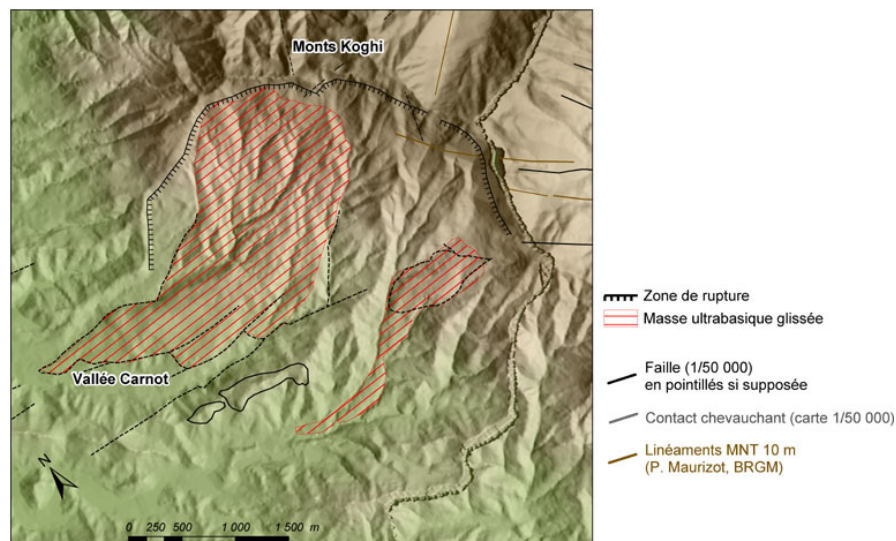 Monts Koghi
Vallée Carnot
N
0 250 500 1 000 1 500 m
Zone de rupture
Masse ultrabasique glissée
Faille (1/50 000)
en pointillés si supposée
Contact chevauchant (carte 1/50 000)
Linéaments MNT 10 m
(P. Maurizot, BRGM)